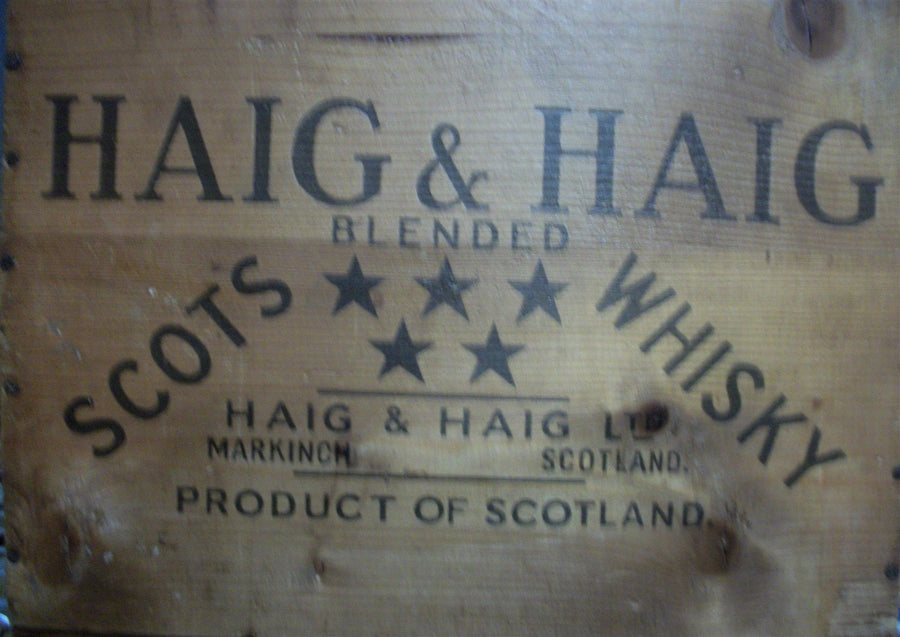 HAIG & HAIG
BLENDED
SCOTS WHISKY
HAIG & HAIG LTD.
MARKINCH SCOTLAND.
PRODUCT OF SCOTLAND.